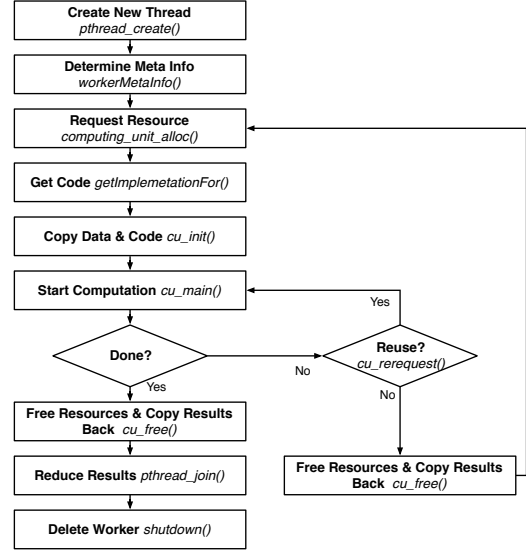 Create New Thread
pthread_create()
Determine Meta Info
workerMetaInfo()
Request Resource
computing_unit_alloc()
Get Code getImplemetationFor()
Copy Data & Code cu_init()
Start Computation cu_main()
Yes
Done?
No
Reuse?
cu_rerequest()
Yes
No
Free Resources & Copy Results
Back cu_free()
Reduce Results pthread_join()
Free Resources & Copy Results
Back cu_free()
Delete Worker shutdown()